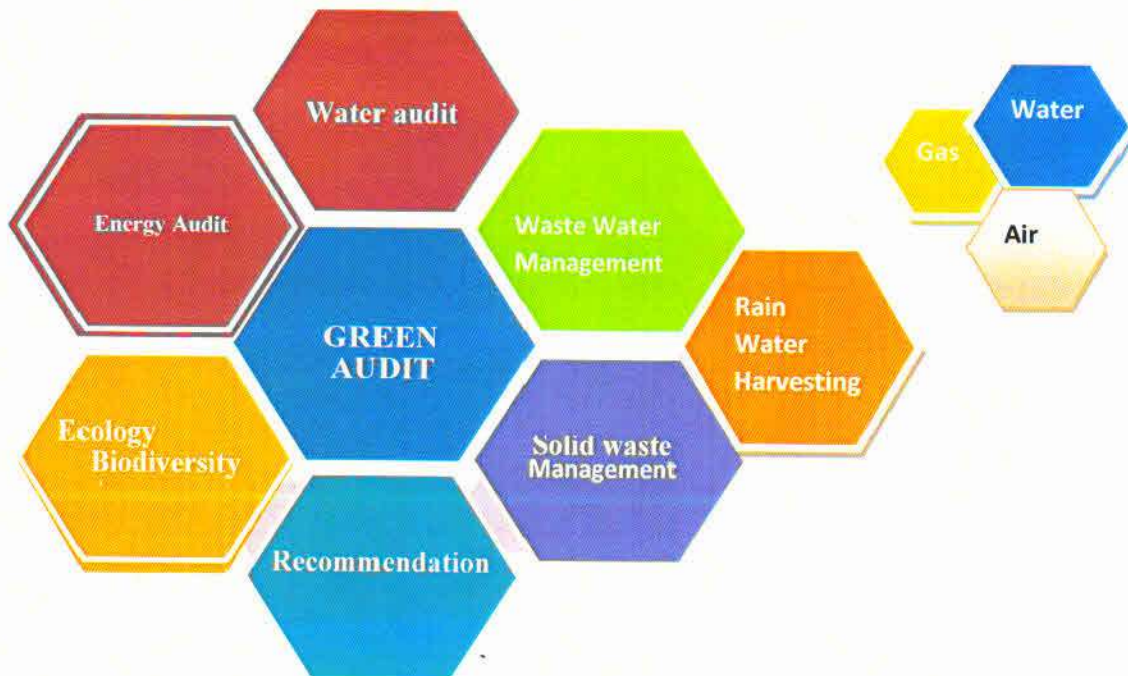 Water audit
Energy Audit
Waste Water
Management
GREEN
AUDIT
Rain
Water
Harvesting
Ecology
Biodiversity
Solid waste
Management
Recommendation
Gas
Water
Air